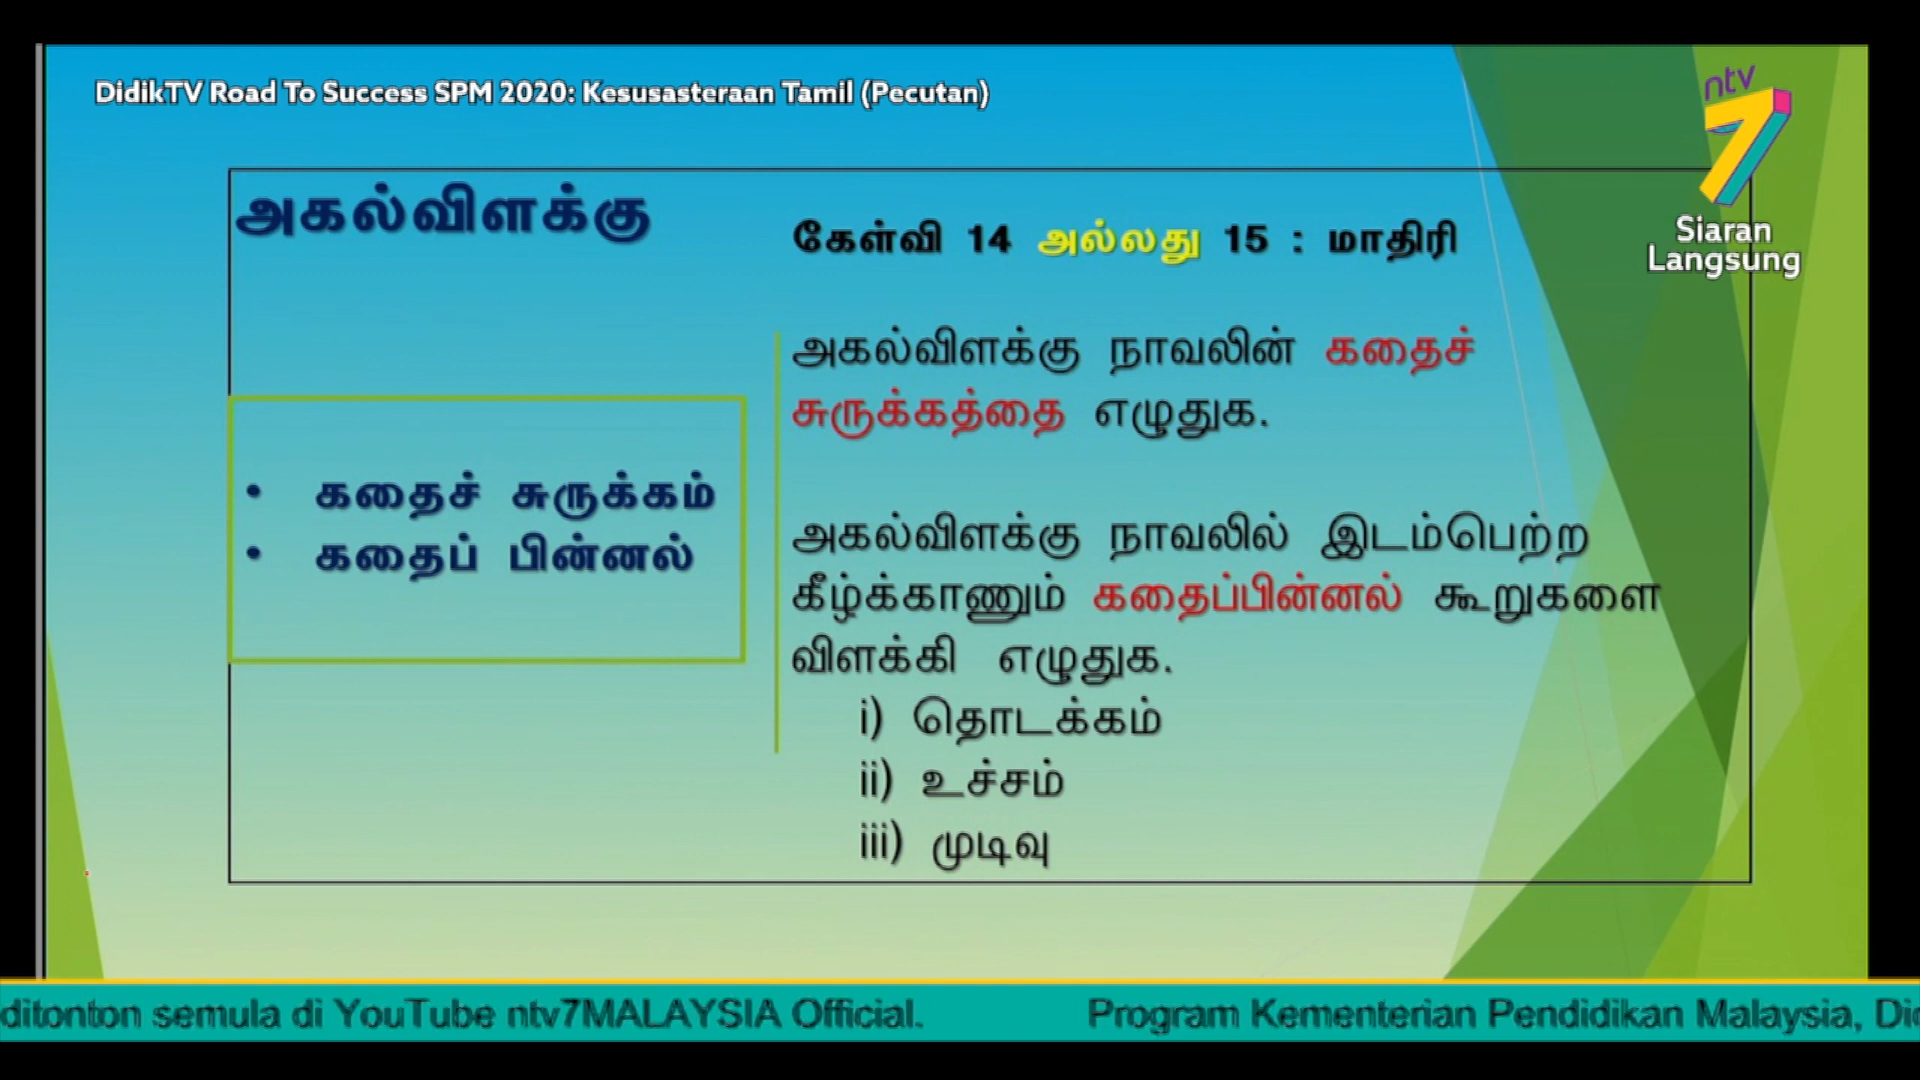 DidikTV Road To Success SPM 2020: Kesusasteraan Tamil (Pecutan)
ntv
7
Siaran
Langsung
அகல்விளக்கு
கேள்வி 14 அல்லது 15 : மாதிரி
• கதைச் சுருக்கம்
• கதைப் பின்னல்
அகல்விளக்கு நாவலின் கதைச்
சுருக்கத்தை எழுதுக.
அகல்விளக்கு நாவலில் இடம்பெற்ற
கீழ்க்காணும் கதைப்பின்னல் கூறுகளை
விளக்கி எழுதுக.
i) தொடக்கம்
ii) உச்சம்
iii) முடிவு
ditonton semula di YouTube ntv7MALAYSIA Official. Program Kementerian Pendidikan Malaysia,